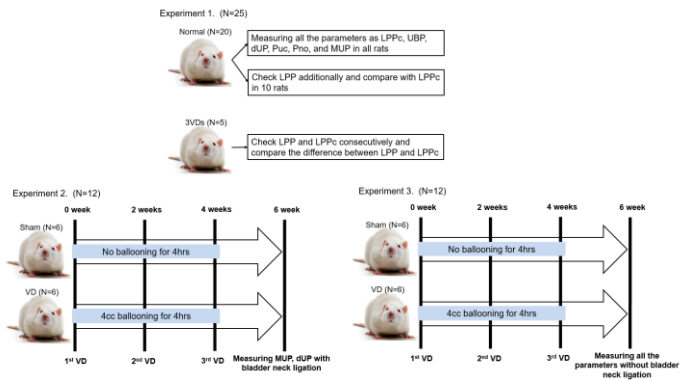 Experiment 1. (N=25)
Normal (N=20)
Measuring all the parameters as LPPc, UBP,
dUP, Puc, Pno, and MUP in all rats
Check LPP additionally and compare with LPPc
in 10 rats
3VDs (N=5)
Check LPP and LPPc consecutively and
compare the difference between LPP and LPPc
Experiment 2. (N=12)
0 week 2 weeks 4 weeks 6 week
Sham (N=6)
No ballooning for 4hrs
VD (N=6)
4cc ballooning for 4hrs
1st VD 2nd VD 3rd VD
Measuring MUP, dUP with
bladder neck ligation
Experiment 3. (N=12)
0 week 2 weeks 4 weeks 6 week
Sham (N=6)
No ballooning for 4hrs
VD (N=6)
4cc ballooning for 4hrs
1st VD 2nd VD 3rd VD
Measuring all the
parameters without bladder
neck ligation